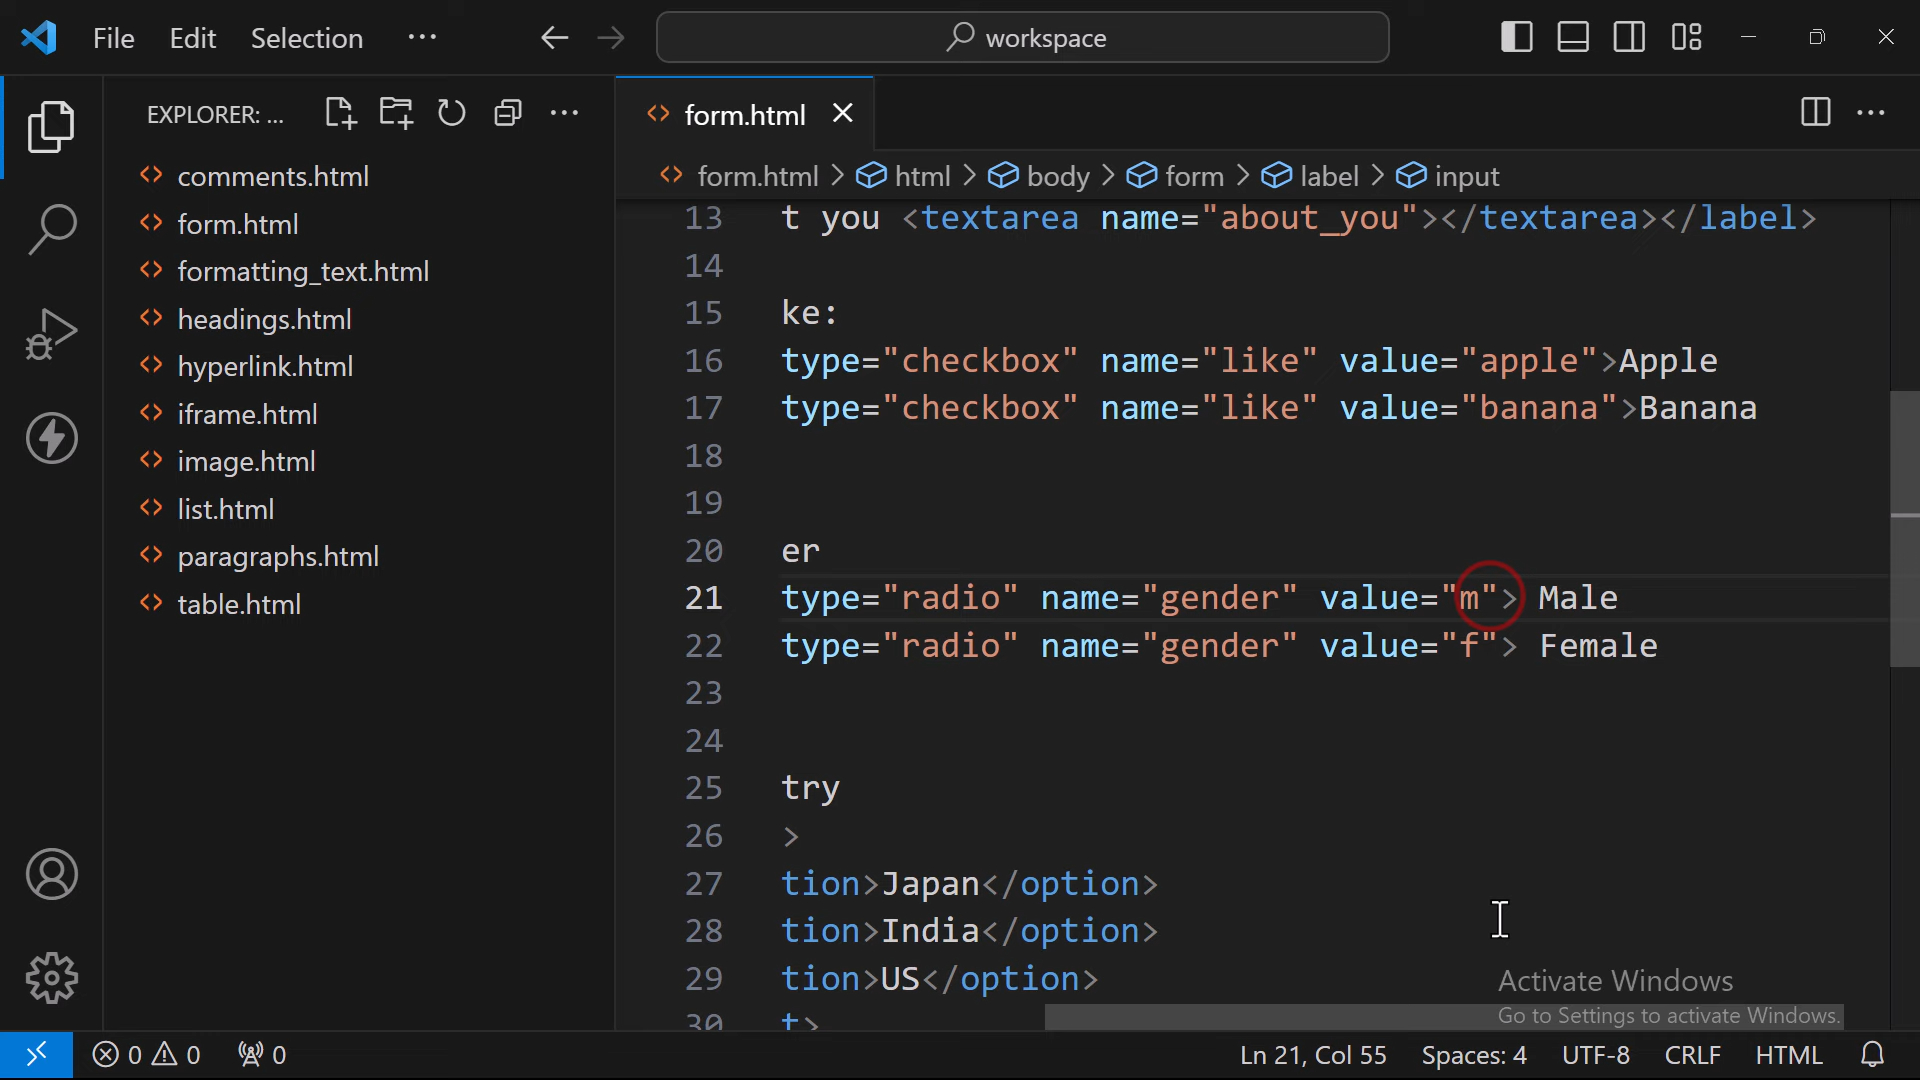 File Edit Selection ··· workspace
EXPLORER: ...
form.html
form.html > html > body > form > label > input
comments.html
form.html
formatting_text.html
headings.html
hyperlink.html
iframe.html
image.html
list.html
paragraphs.html
table.html
13 t you <textarea name="about_you"></textarea></label>
14
15 ke:
16 type="checkbox" name="like" value="apple">Apple
17 type="checkbox" name="like" value="banana">Banana
18
19
20 er
21 type="radio" name="gender" value="m"> Male
22 type="radio" name="gender" value="f"> Female
23
24
25 try
26 >
27 tion>Japan</option>
28 tion>India</option>
29 tion>US</option>
30 t>
Activate Windows
Go to Settings to activate Windows.
0 0 0 Ln 21, Col 55 Spaces: 4 UTF-8 CRLF HTML